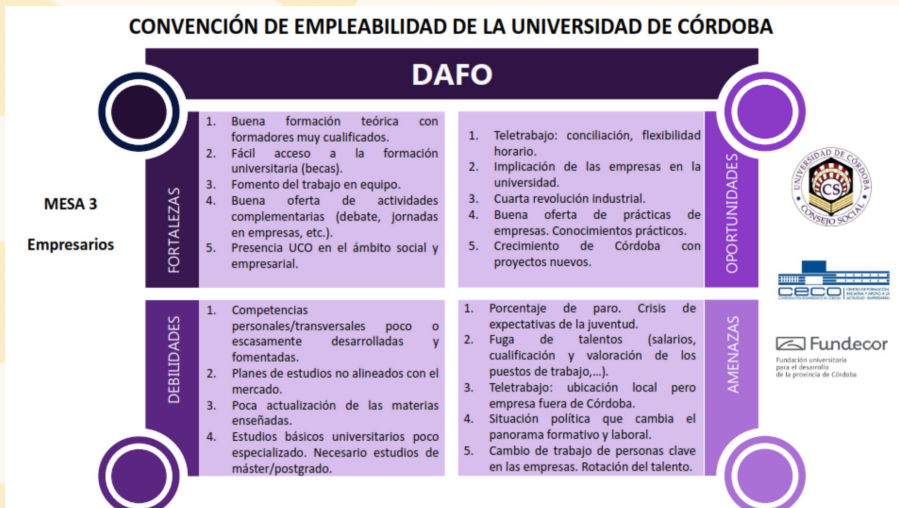 CONVENCIÓN DE EMPLEABILIDAD DE LA UNIVERSIDAD DE CÓRDOBA
DAFO
MESA 3
Empresarios
FORTALEZAS
1. Buena formación teórica con
formadores muy cualificados.
2. Fácil acceso a la formación
universitaria (becas).
3. Fomento del trabajo en equipo.
4. Buena oferta de actividades
complementarias (debate, jornadas
en empresas, etc.).
5. Presencia UCO en el ámbito social y
empresarial.
OPORTUNIDADES
1. Teletrabajo: conciliación, flexibilidad
horario.
2. Implicación de las empresas en la
universidad.
3. Cuarta revolución industrial.
4. Buena oferta de prácticas de
empresas. Conocimientos prácticos.
5. Crecimiento de Córdoba con
proyectos nuevos.
DEBILIDADES
1. Competencias
personales/transversales poco o
escasamente desarrolladas y
fomentadas.
2. Planes de estudios no alineados con el
mercado.
3. Poca actualización de las materias
enseñadas.
4. Estudios básicos universitarios poco
especializado. Necesario estudios de
máster/postgrado.
AMENAZAS
1. Porcentaje de paro. Crisis de
expectativas de la juventud.
2. Fuga de talentos (salarios,
cualificación y valoración de los
puestos de trabajo,...).
3. Teletrabajo: ubicación local pero
empresa fuera de Córdoba.
4. Situación política que cambia el
panorama formativo y laboral.
5. Cambio de trabajo de personas clave
en las empresas. Rotación del talento.
UNIVERSIDAD DE CÓRDOBA
CS
CONSEJO SOCIAL
CECO
Fundecor
Fundación universitaria
para el desarrollo
de la provincia de Córdoba